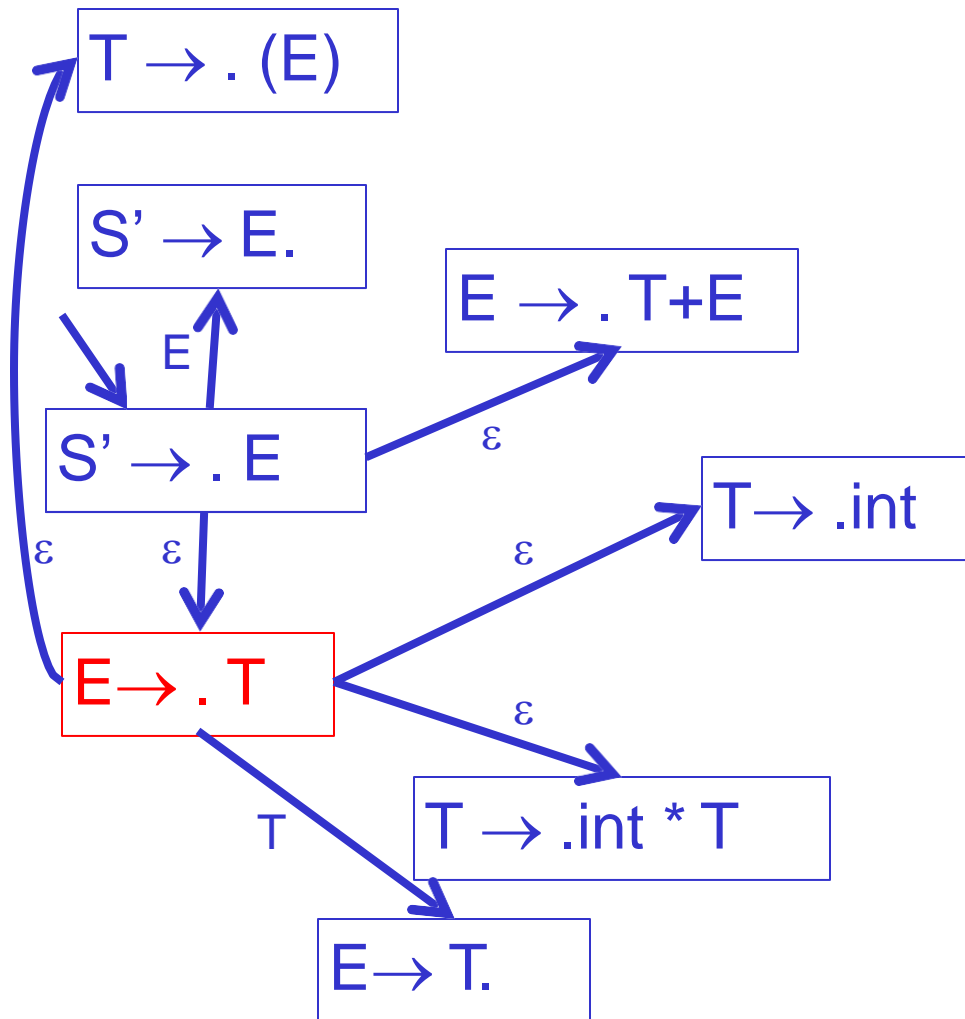 T → . (E)
S’ → E.
E → . T+E
E
S’ → . E
ε
T→ .int
ε
ε
ε
E→ . T
ε
T → .int * T
T
E→ T.